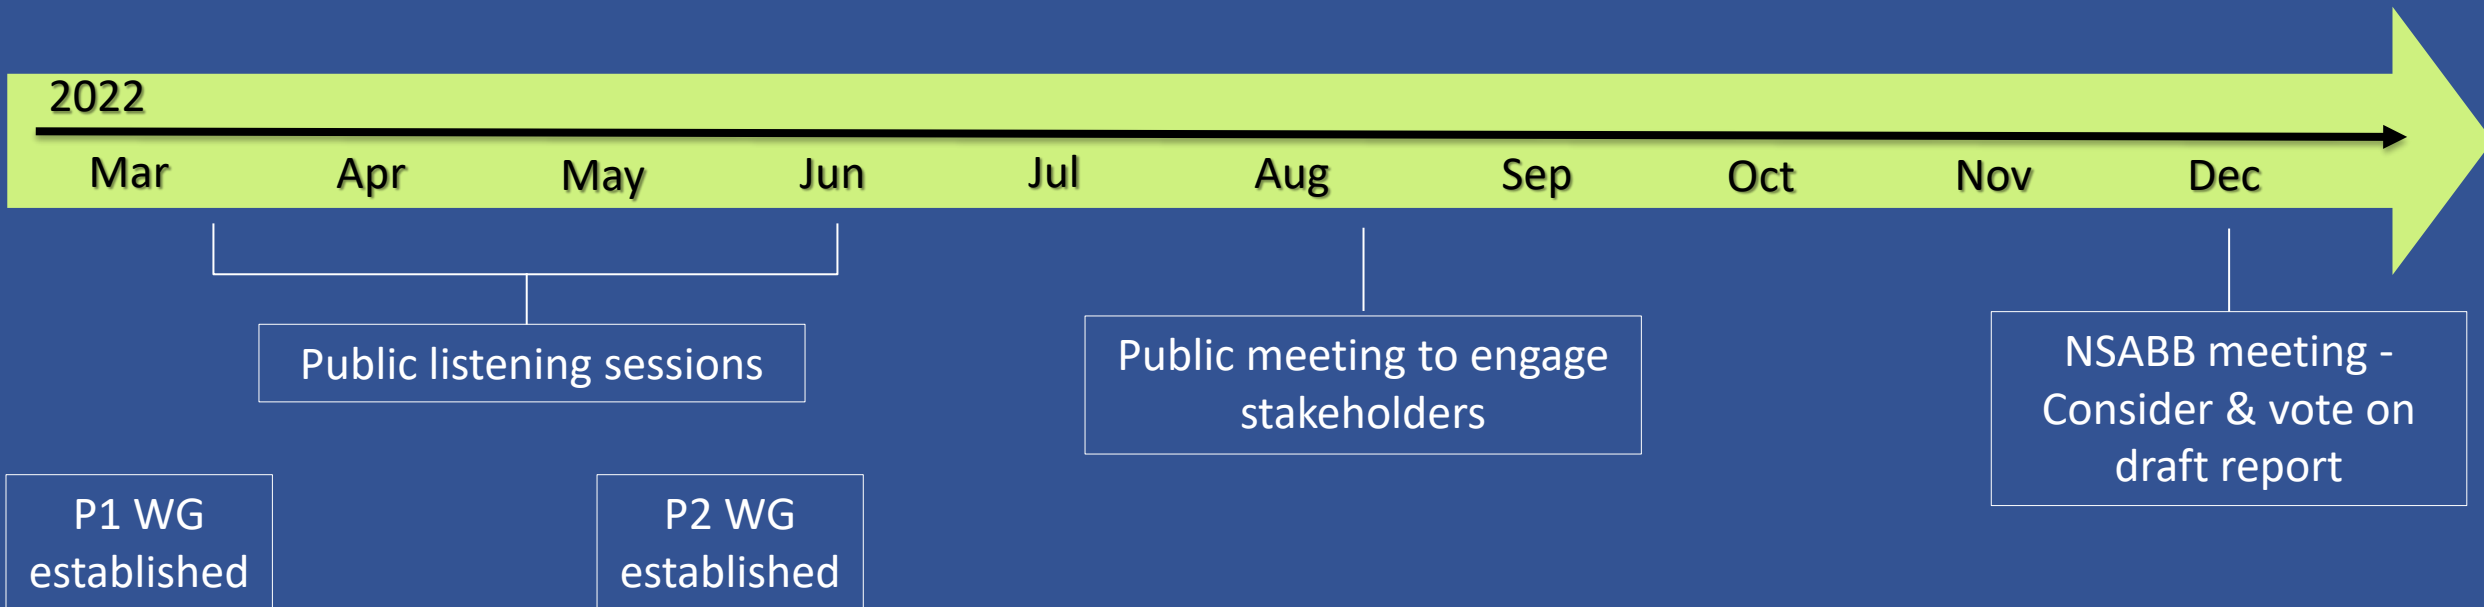 2022
Mar Apr May Jun Jul Aug Sep Oct Nov Dec
Public listening sessions
Public meeting to engage
stakeholders
NSABB meeting -
Consider & vote on
draft report
P1 WG
established
P2 WG
established